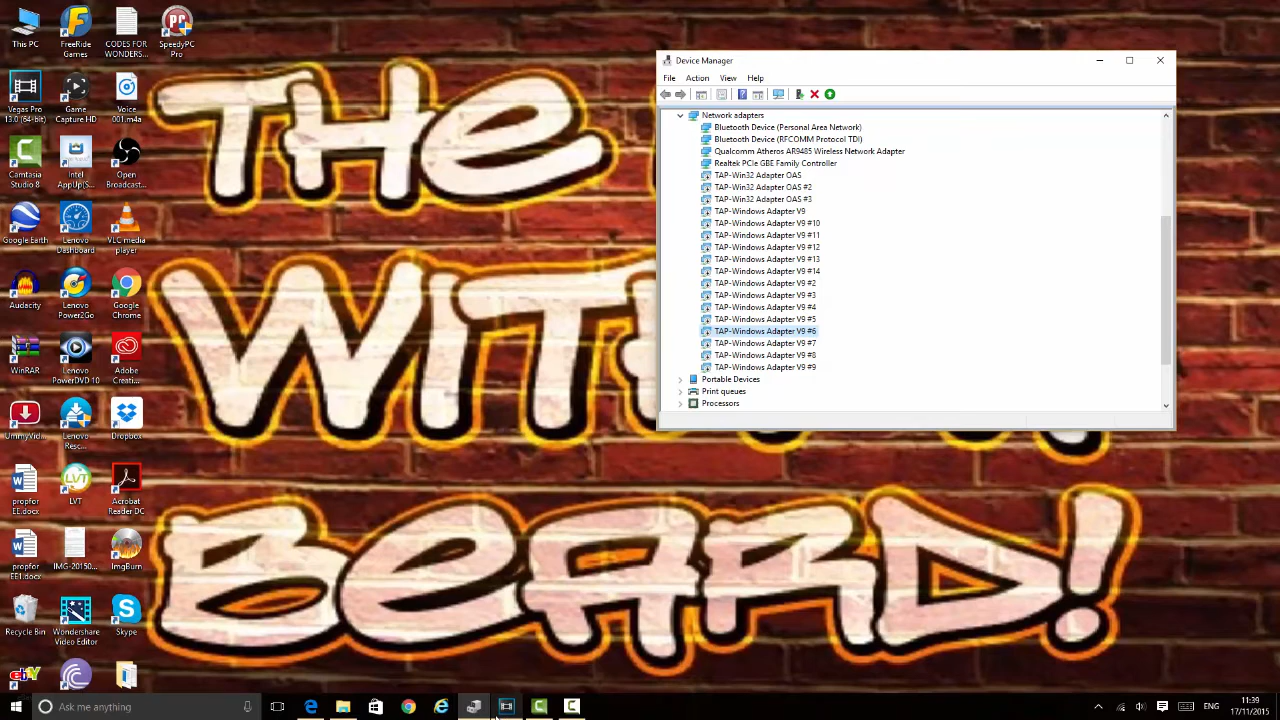 This PC
FreeRide
Games
CODES FOR
WONDERS...
SpeedyPC
Pro
Vegas Pro
13.0 (64-bit)
Game
Capture HD
Voice
001.m4a
Camtasia
Studio 8
Intel
AppUp(S...
Open
Broadcast...
Google Earth
Lenovo
Dashboard
VLC media
player
Audacity
Lenovo
Power2Go
Google
Chrome
WinRAR
Lenovo
PowerDVD 10
Adobe
Creati...
UmmyVid...
Lenovo
Resc...
Dropbox
propfor
EE.docx
LVT
Acrobat
Reader DC
propfor
EE1.docx
IMG-20150...
ImgBurn
Recycle Bin
Wondershare
Video Editor
Skype
THE
WITH
BEARD!
Device Manager
File Action View Help
Network adapters
Bluetooth Device (Personal Area Network)
Bluetooth Device (RFCOMM Protocol TDI)
Qualcomm Atheros AR9485 Wireless Network Adapter
Realtek PCIe GBE Family Controller
TAP-Win32 Adapter OAS
TAP-Win32 Adapter OAS #2
TAP-Win32 Adapter OAS #3
TAP-Windows Adapter V9
TAP-Windows Adapter V9 #10
TAP-Windows Adapter V9 #11
TAP-Windows Adapter V9 #12
TAP-Windows Adapter V9 #13
TAP-Windows Adapter V9 #14
TAP-Windows Adapter V9 #2
TAP-Windows Adapter V9 #3
TAP-Windows Adapter V9 #4
TAP-Windows Adapter V9 #5
TAP-Windows Adapter V9 #6
TAP-Windows Adapter V9 #7
TAP-Windows Adapter V9 #8
TAP-Windows Adapter V9 #9
Portable Devices
Print queues
Processors
Ask me anything
ENG
11:39
17/11/2015